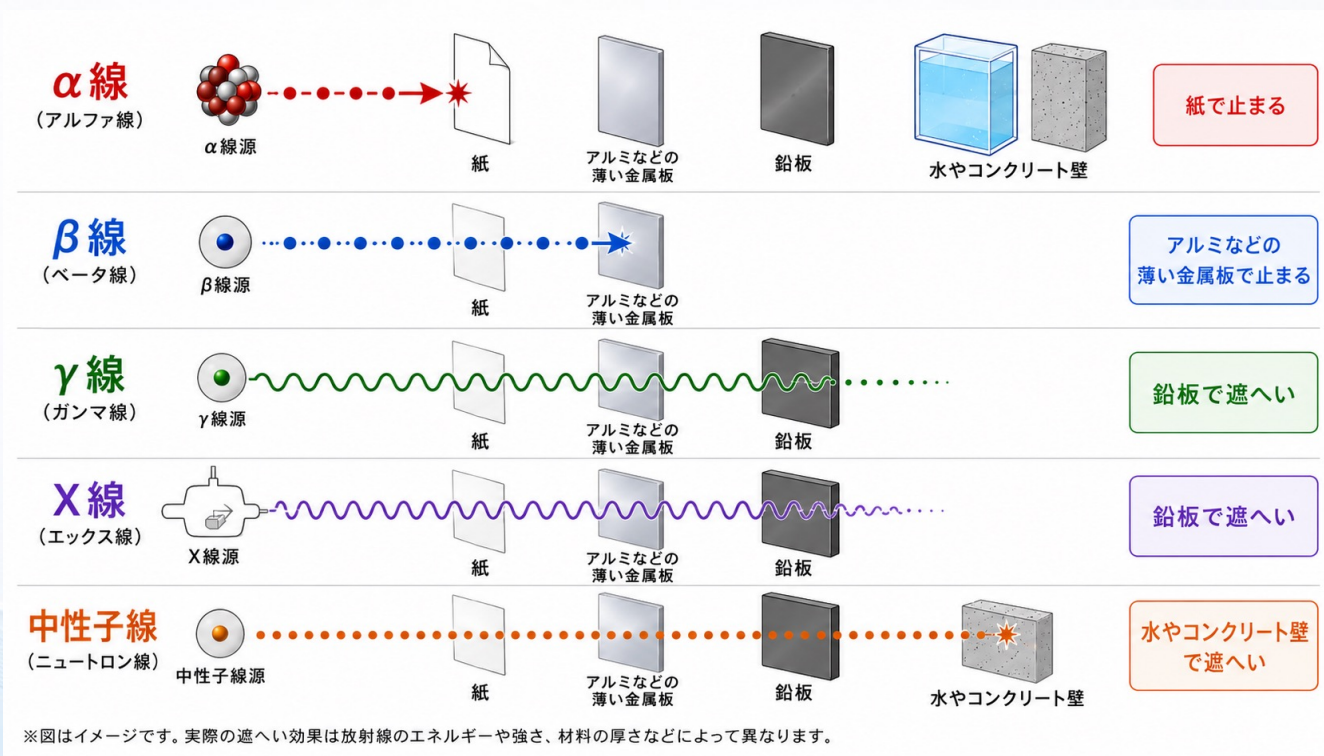 α線
（アルファ線）
α線源
紙
アルミなどの
薄い金属板
鉛板
水やコンクリート壁
紙で止まる
β線
（ベータ線）
β線源
紙
アルミなどの
薄い金属板
アルミなどの
薄い金属板で止まる
γ線
（ガンマ線）
γ線源
紙
アルミなどの
薄い金属板
鉛板
鉛板で遮へい
X線
（エックス線）
X線源
紙
アルミなどの
薄い金属板
鉛板
鉛板で遮へい
中性子線
（ニュートロン線）
中性子線源
紙
アルミなどの
薄い金属板
鉛板
水やコンクリート壁
水やコンクリート壁
で遮へい
※図はイメージです。実際の遮へい効果は放射線のエネルギーや強さ、材料の厚さなどによって異なります。